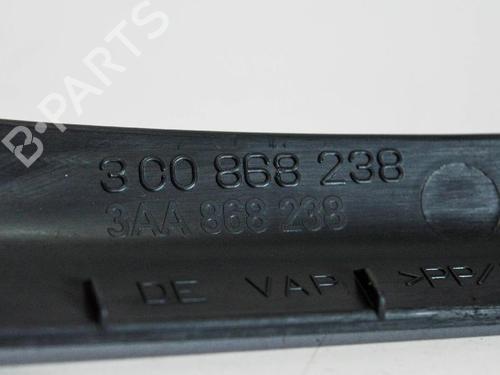 B-PARTS
3C0 868 238
3AA 868 238
DE VAP >PP/